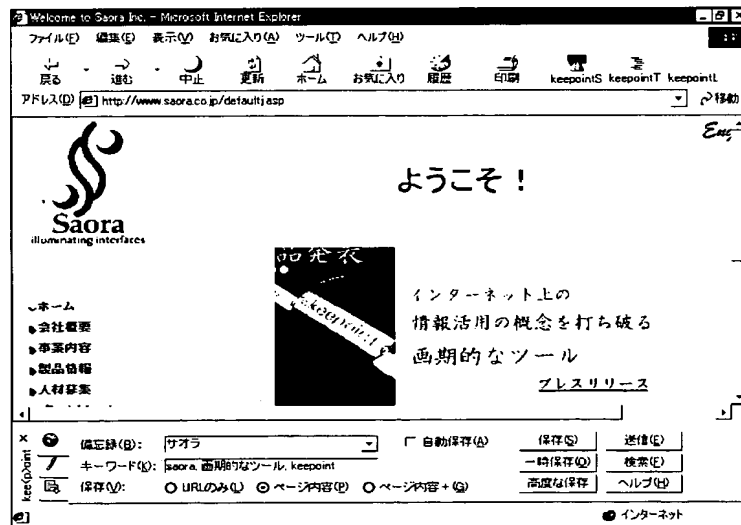 Welcome to Saora Inc. - Microsoft Internet Explorer
ファイル(F) 編集(E) 表示(V) お気に入り(A) ツール(T) ヘルプ(H)
戻る 進む 中止 更新 ホーム お気に入り 履歴 印刷 keepointS keepointT keepointL
アドレス(D) http://www.saora.co.jp/defaultj.asp 移動
ようこそ!
Saora
illuminating interfaces
品発表
keepoint
インターネット上の
情報活用の概念を打ち破る
画期的なツール
プレスリリース
ホーム
会社概要
事業内容
製品情報
人材募集
kee(p)oint
備忘録(B): サオラ 自動保存(A) 保存(S) 送信(E)
キーワード(K): saora, 画期的なツール, keepoint 一時保存(O) 検索(F)
保存(V): URLのみ(L) ページ内容(P) ページ内容+(G) 高度な保存 ヘルプ(H)
インターネット